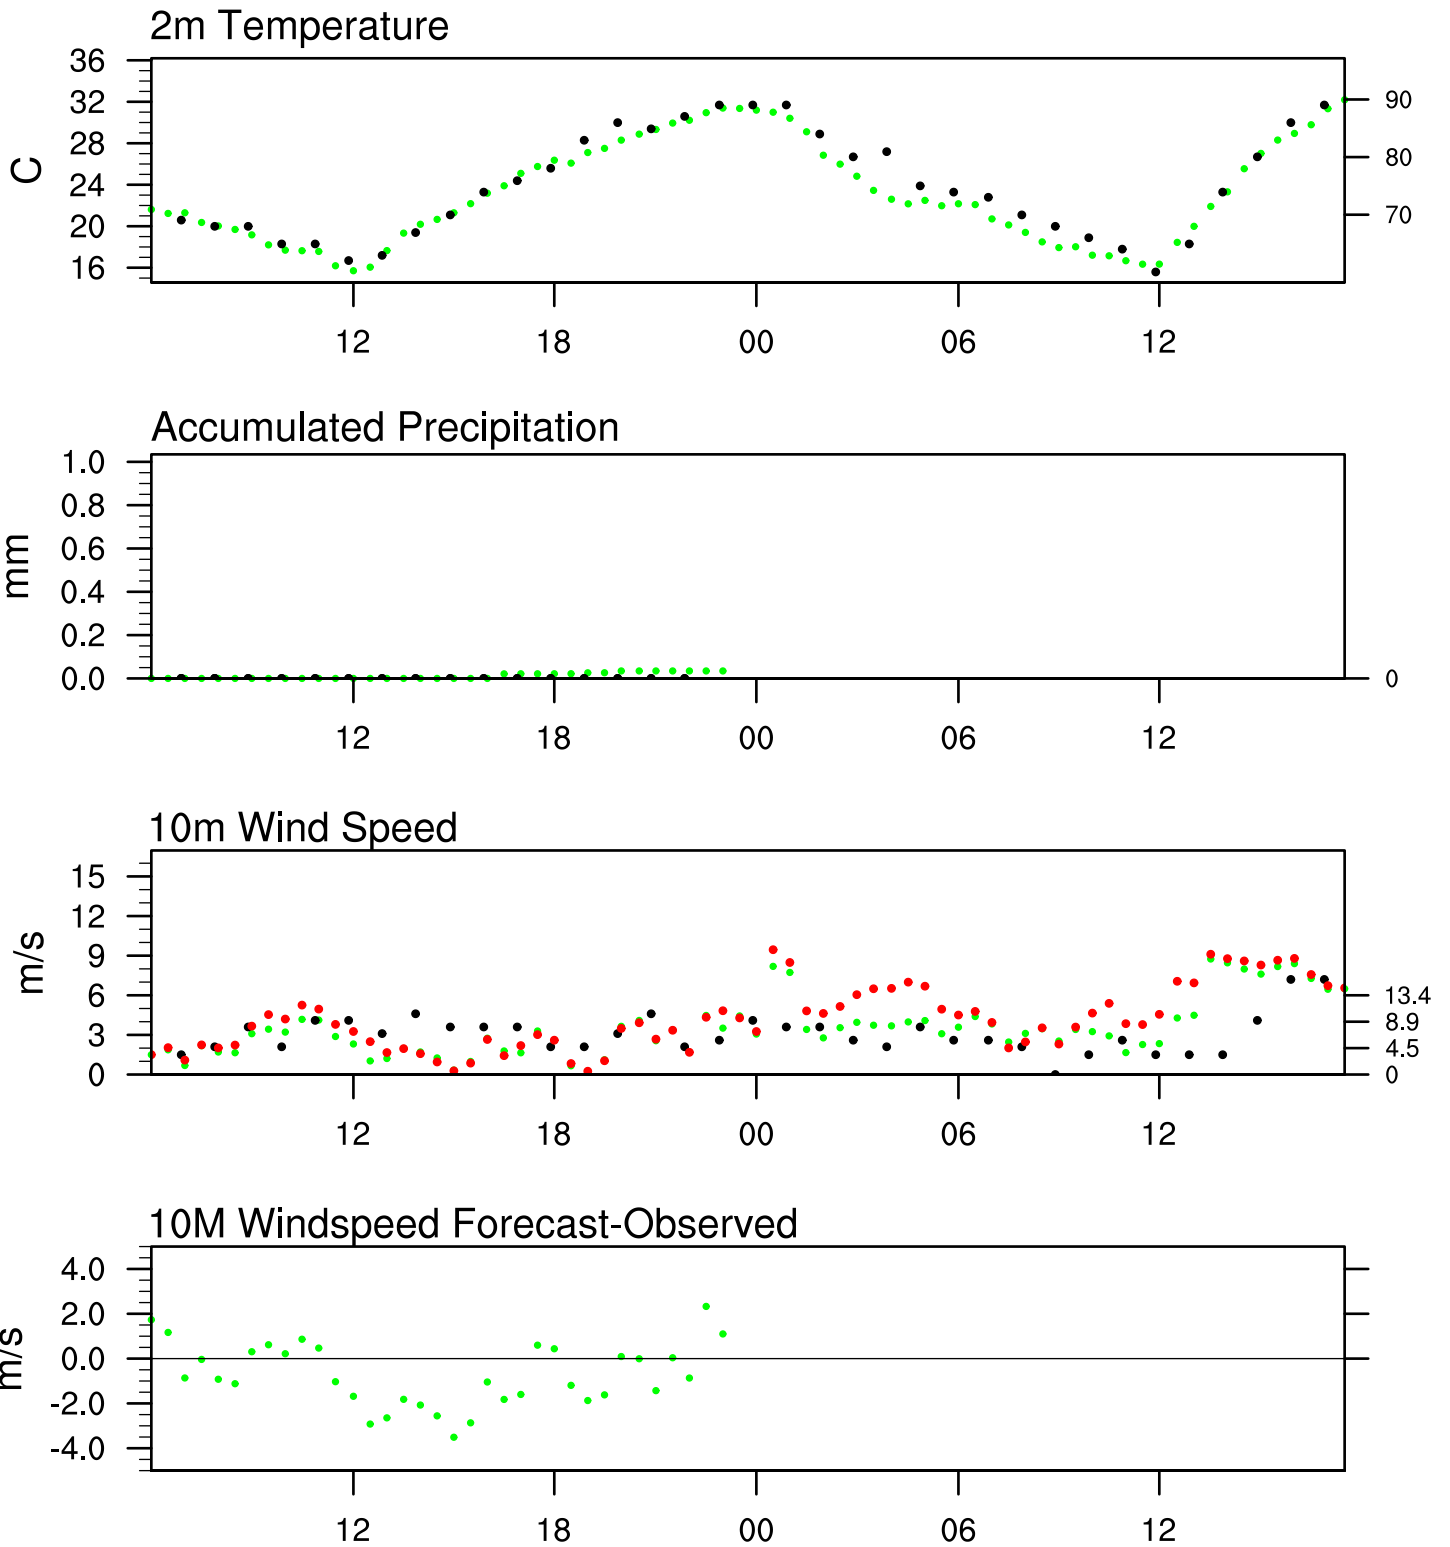 2m Temperature
36
32
28
24
20
16
C
90
80
70
12 18 00 06 12
Accumulated Precipitation
1.0
0.8
0.6
0.4
0.2
0.0
mm
0
12 18 00 06 12
10m Wind Speed
15
12
9
6
3
0
m/s
13.4
8.9
4.5
0
12 18 00 06 12
10M Windspeed Forecast-Observed
4.0
2.0
0.0
-2.0
-4.0
m/s
12 18 00 06 12